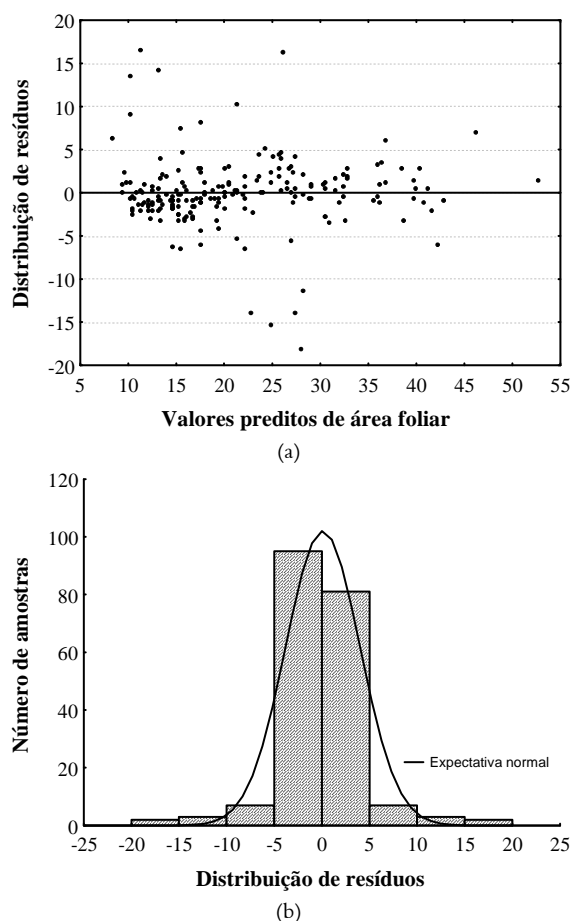 20
15
10
5
0
-5
-10
-15
-20
Distribuição de resíduos
5 10 15 20 25 30 35 40 45 50 55
Valores preditos de área foliar
(a)
120
100
80
60
40
20
0
Número de amostras
Expectativa normal
-25 -20 -15 -10 -5 0 5 10 15 20 25
Distribuição de resíduos
(b)